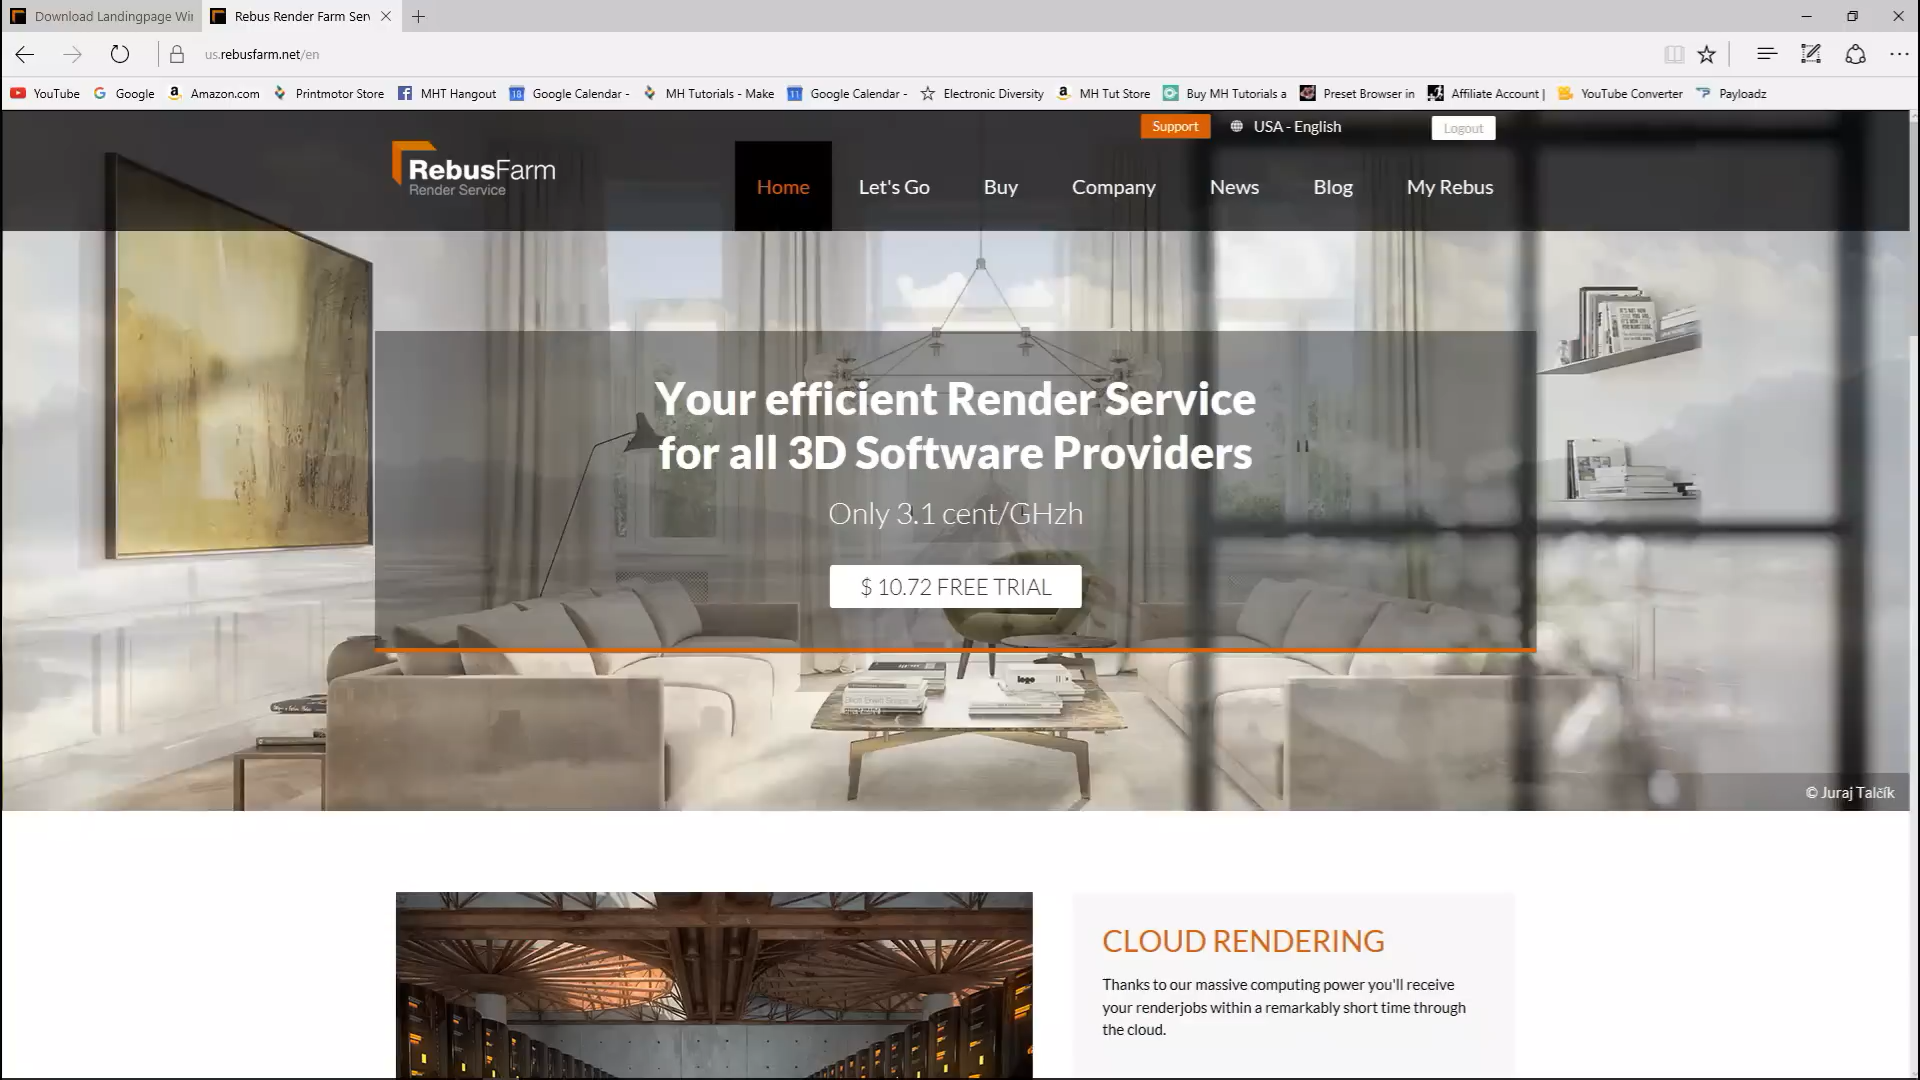 Download Landingpage Wi
Rebus Render Farm Ser
us.rebusfarm.net/en
YouTube
Google
Amazon.com
Printmotor Store
MHT Hangout
18
Google Calendar -
MH Tutorials - Make
11
Google Calendar -
Electronic Diversity
MH Tut Store
Buy MH Tutorials a
Preset Browser in
Affiliate Account |
YouTube Converter
Payloadz
Support
USA - English
Logout
RebusFarm
Render Service
Home
Let's Go
Buy
Company
News
Blog
My Rebus
Your efficient Render Service
for all 3D Software Providers
Only 3.1 cent/GHzh
$ 10.72 FREE TRIAL
logo
© Juraj Talčík
CLOUD RENDERING
Thanks to our massive computing power you'll receive
your renderjobs within a remarkably short time through
the cloud.